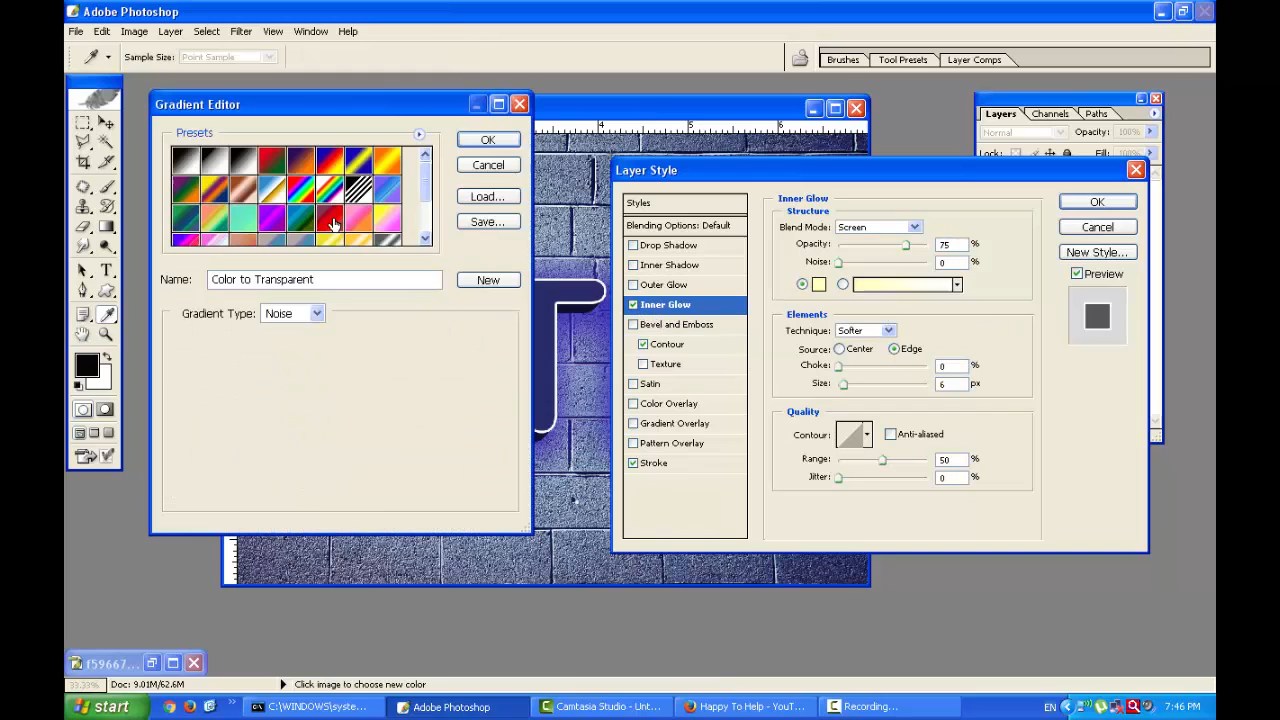 Adobe Photoshop
File Edit Image Layer Select Filter View Window Help
Sample Size: Point Sample
Brushes Tool Presets Layer Comps
Gradient Editor
Presets
OK
Cancel
Load...
Save...
Name: Color to Transparent
New
Gradient Type: Noise
4 5 6
Layers Channels Paths
Normal Opacity: 100%
Lock: Fill: 100%
Layer Style
Styles
Blending Options: Default
Drop Shadow
Inner Shadow
Outer Glow
Inner Glow
Bevel and Emboss
Contour
Texture
Satin
Color Overlay
Gradient Overlay
Pattern Overlay
Stroke
Inner Glow
Structure
Blend Mode: Screen
Opacity: 75 %
Noise: 0 %
Elements
Technique: Softer
Source: Center Edge
Choke: 0 %
Size: 6 px
Quality
Contour: Anti-aliased
Range: 50 %
Jitter: 0 %
OK
Cancel
New Style...
Preview
f59667...
33.33% Doc: 9.01M/62.6M Click image to choose new color
start C:\WINDOWS\syste... Adobe Photoshop Camtasia Studio - Unt... Happy To Help - YouT... Recording... EN 7:46 PM